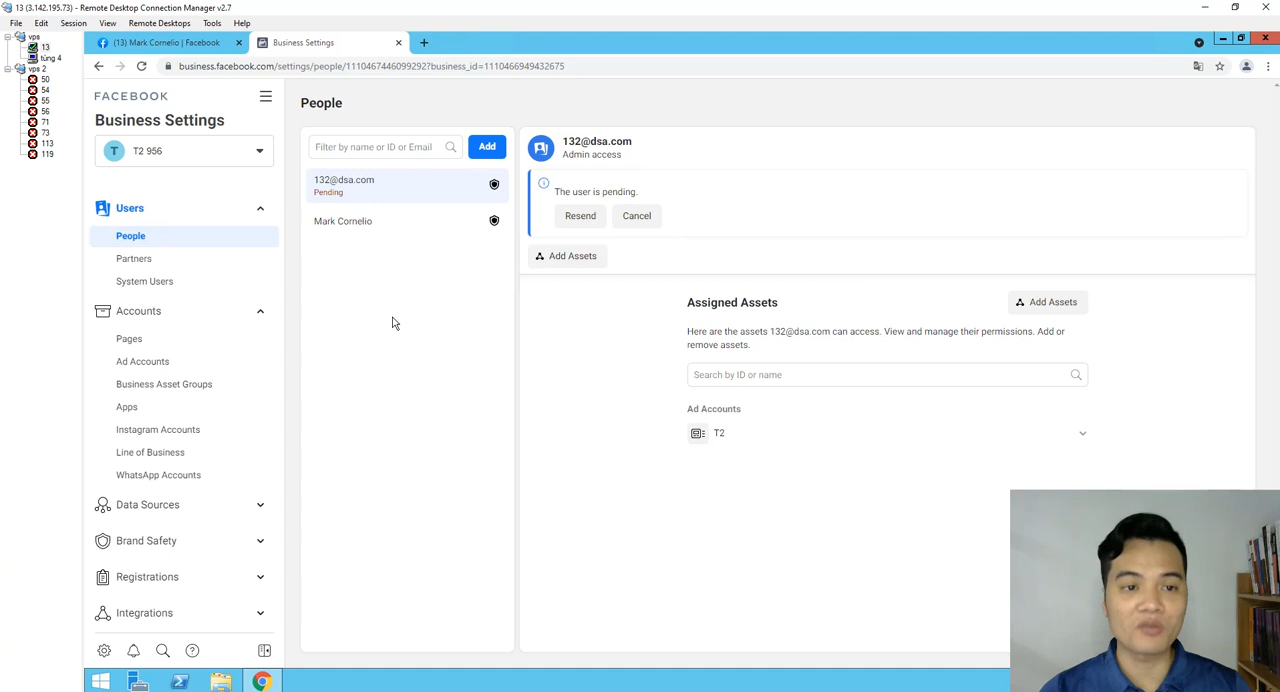 13 (3.142.195.73) - Remote Desktop Connection Manager v2.7
File Edit Session View Remote Desktops Tools Help
vps
13
tùng 4
vps 2
50
54
55
56
71
73
113
119
(13) Mark Cornelio | Facebook
Business Settings
business.facebook.com/settings/people/1110467446099292?business_id=1110466949432675
FACEBOOK
Business Settings
T T2 956
Users
People
Partners
System Users
Accounts
Pages
Ad Accounts
Business Asset Groups
Apps
Instagram Accounts
Line of Business
WhatsApp Accounts
Data Sources
Brand Safety
Registrations
Integrations
People
Filter by name or ID or Email
Add
132@dsa.com
Pending
Mark Cornelio
132@dsa.com
Admin access
The user is pending.
Resend Cancel
Add Assets
Assigned Assets
Add Assets
Here are the assets 132@dsa.com can access. View and manage their permissions. Add or
remove assets.
Search by ID or name
Ad Accounts
T2